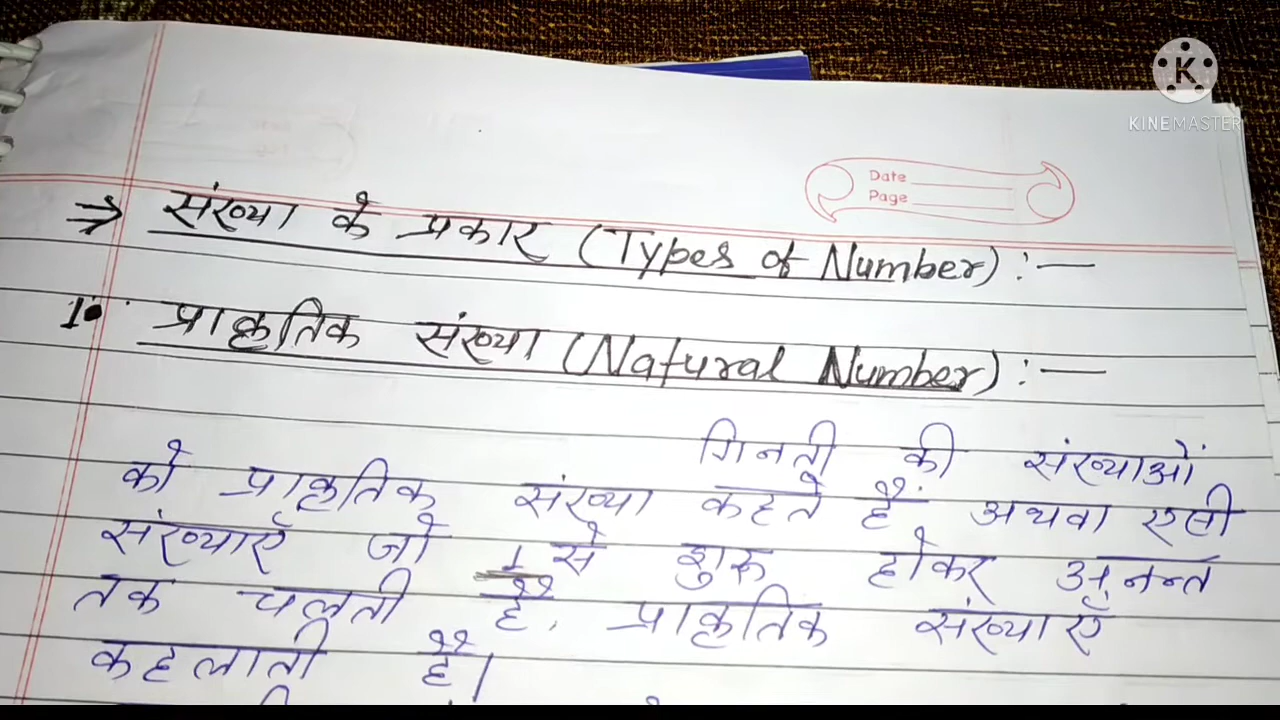 K
KINEMASTER
Date
Page
⇒ संख्या के प्रकार (Types of Number) :—
1. प्राकृतिक संख्या (Natural Number) :—
गिनती की संख्याओं
को प्राकृतिक संख्या कहते हैं. अथवा ऐसी
संख्याएँ जो 1 से शुरू होकर अनन्त
तक चलती हैं, प्राकृतिक संख्याएँ
कहलाती हैं।